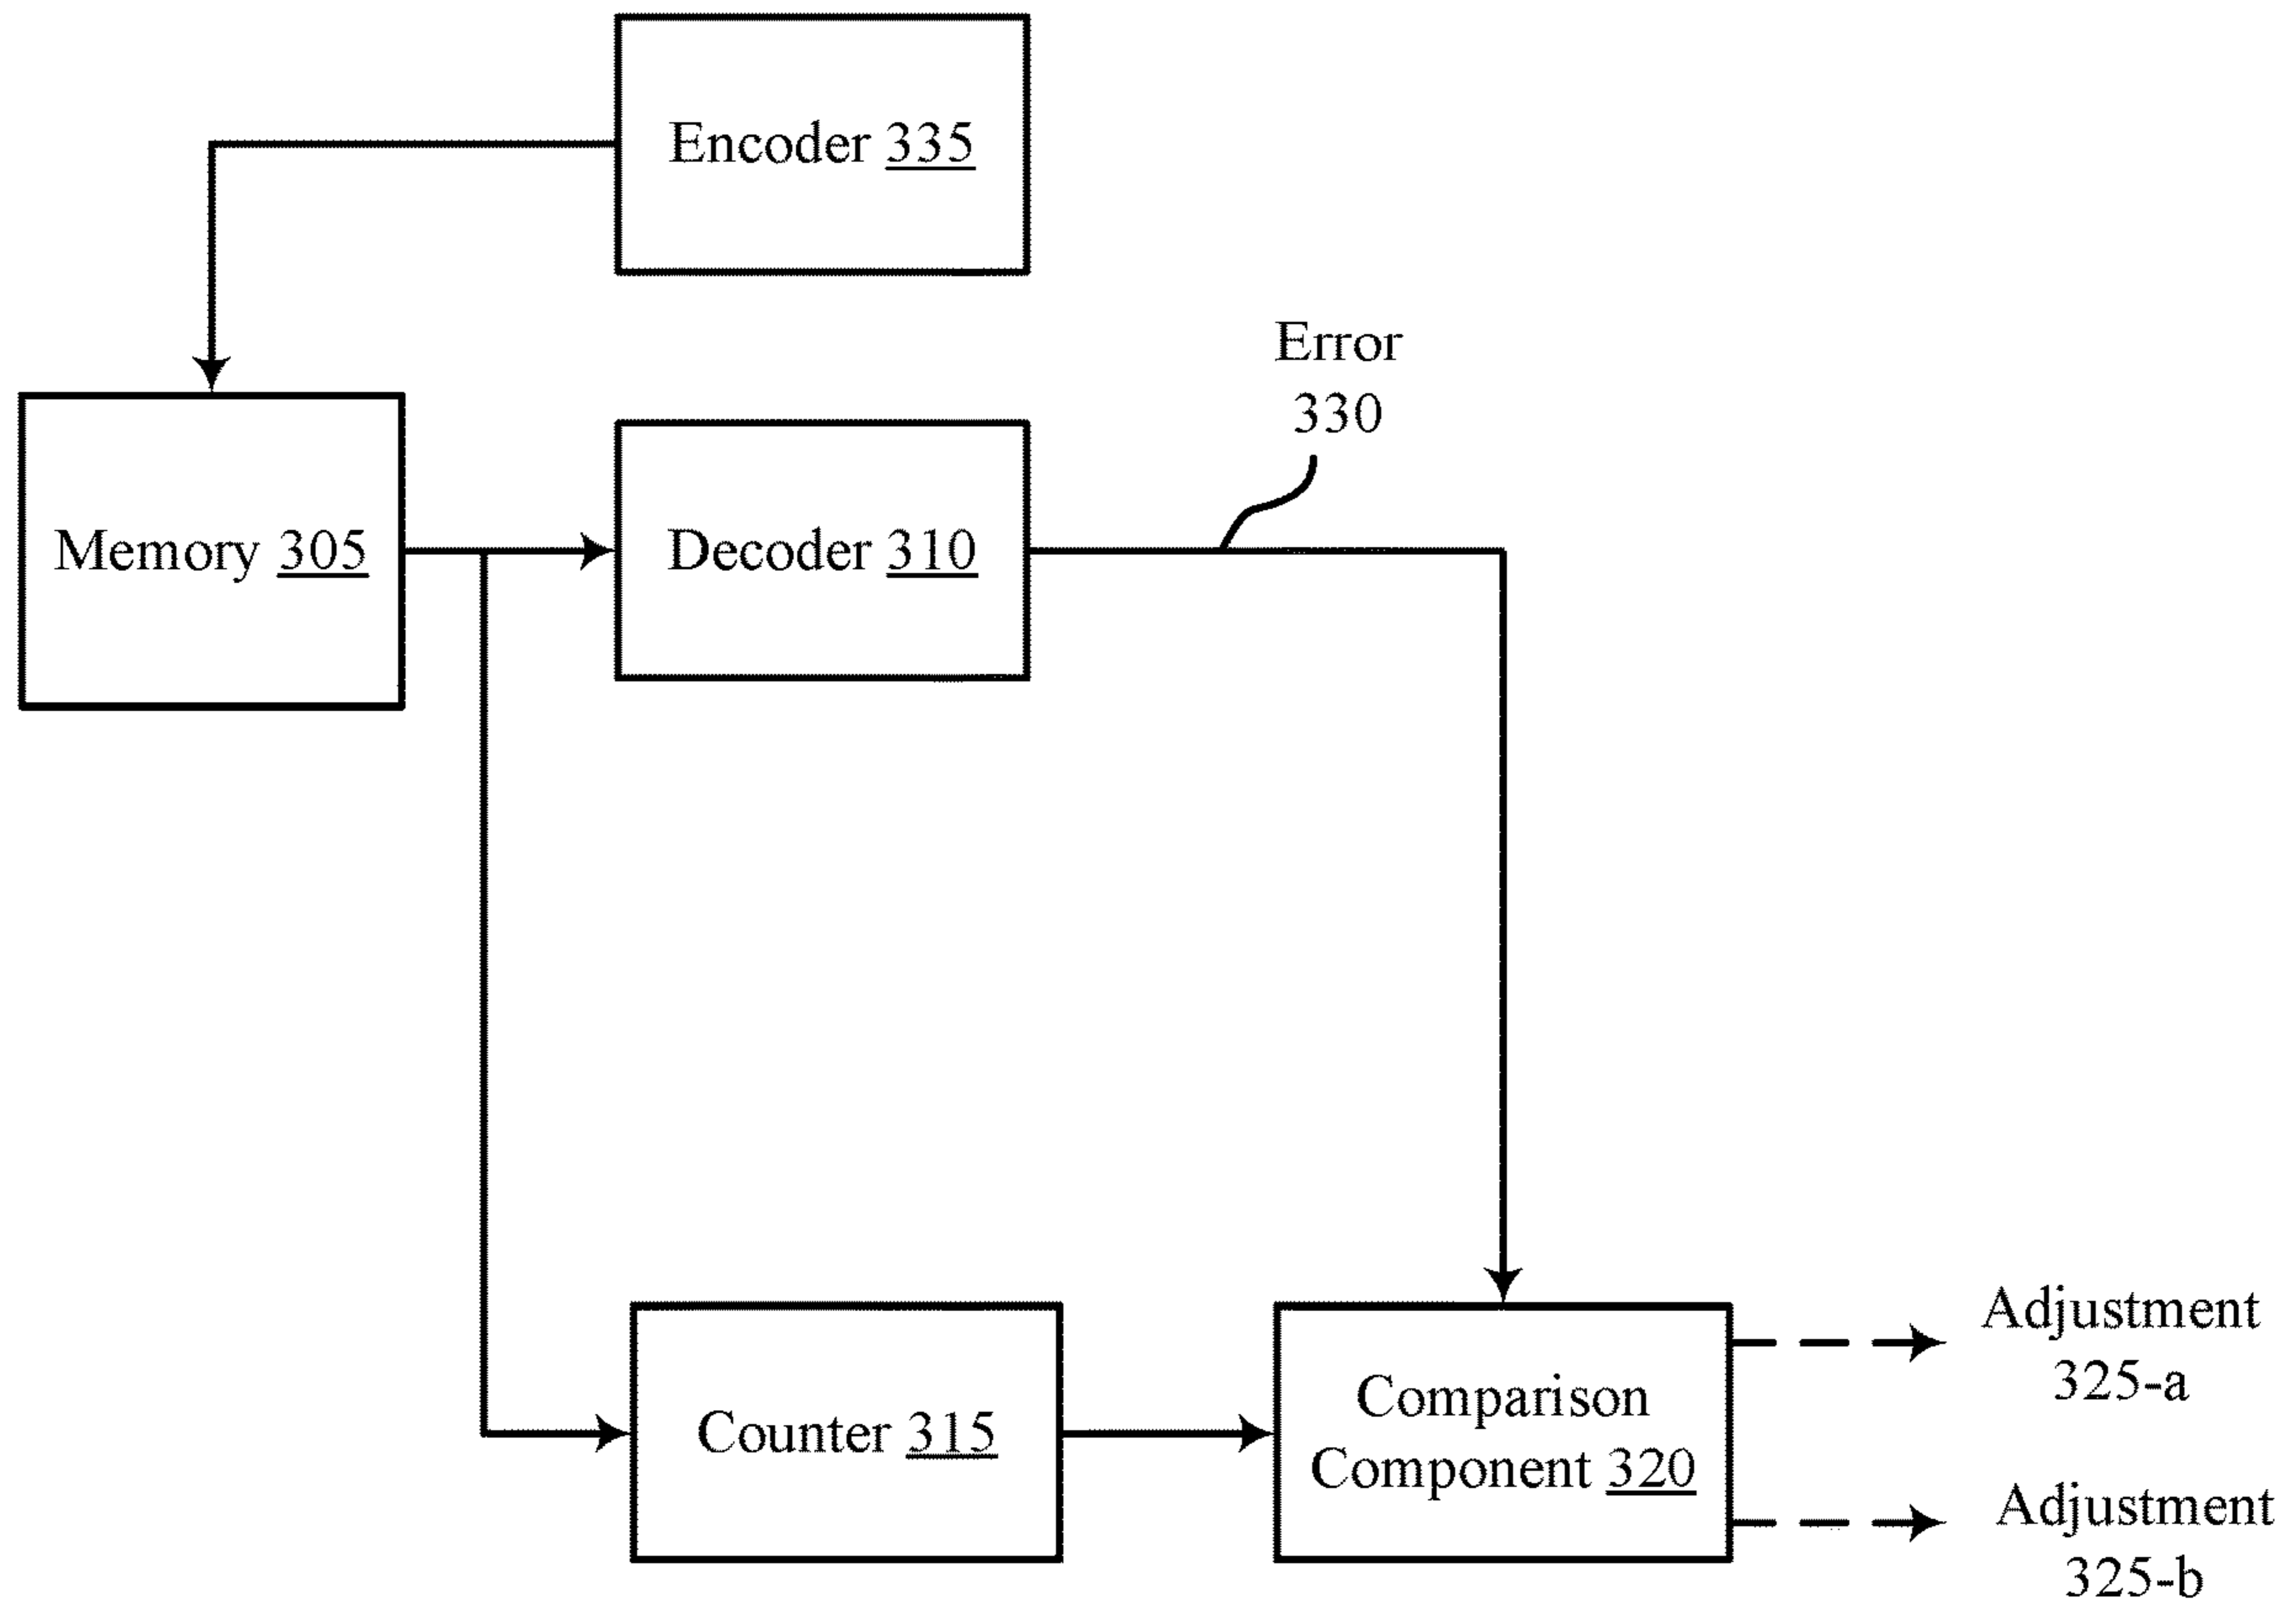 Encoder 335
Error
330
Memory 305
Decoder 310
Counter 315
Comparison
Component 320
Adjustment
325-a
Adjustment
325-b